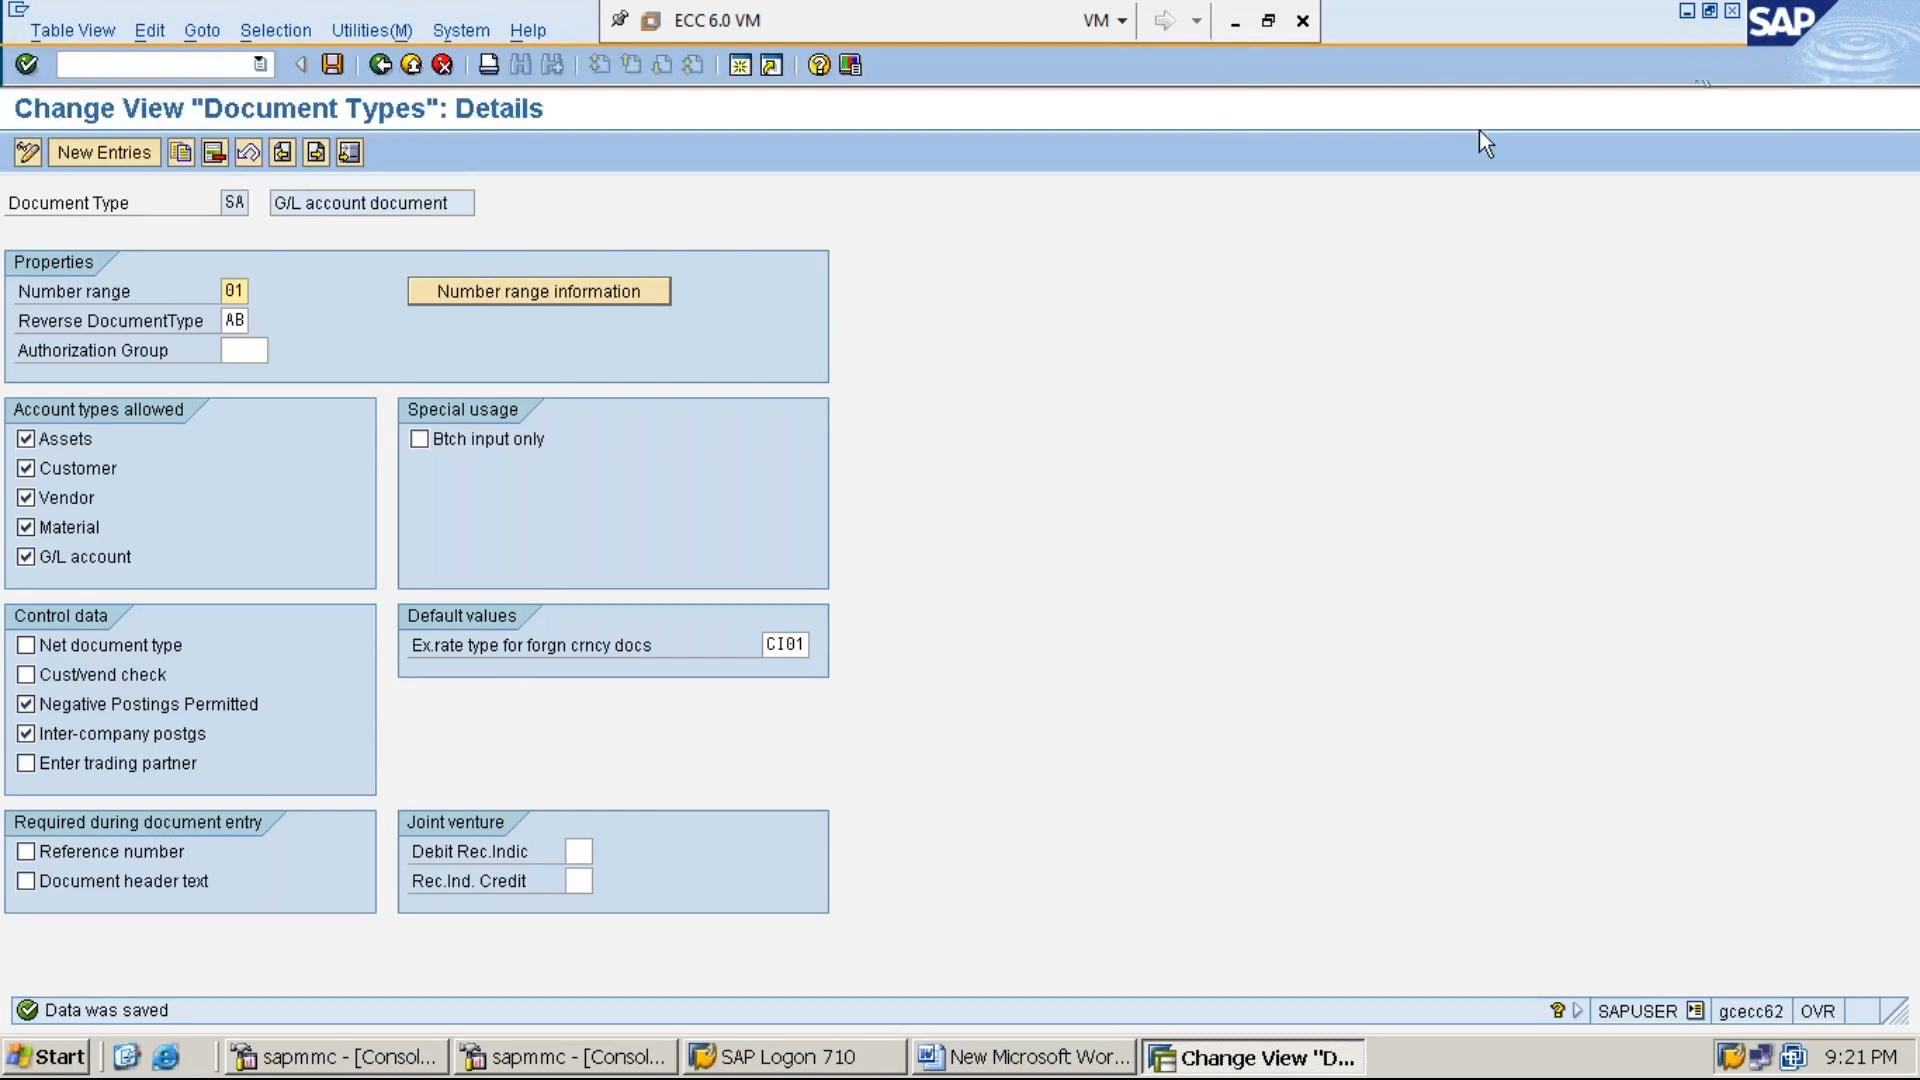 ECC 6.0 VM
VM
Table View Edit Goto Selection Utilities(M) System Help
SAP
Change View "Document Types": Details
New Entries
Document Type SA G/L account document
Properties
Number range 01 Number range information
Reverse DocumentType AB
Authorization Group
Account types allowed Special usage
Assets Btch input only
Customer
Vendor
Material
G/L account
Control data Default values
Net document type Ex.rate type for forgn crncy docs CI01
Cust/vend check
Negative Postings Permitted
Inter-company postgs
Enter trading partner
Required during document entry Joint venture
Reference number Debit Rec.Indic
Document header text Rec.Ind. Credit
Data was saved SAPUSER gcecc62 OVR
Start sapmmc - [Consol... sapmmc - [Consol... SAP Logon 710 New Microsoft Wor... Change View "D... 9:21 PM